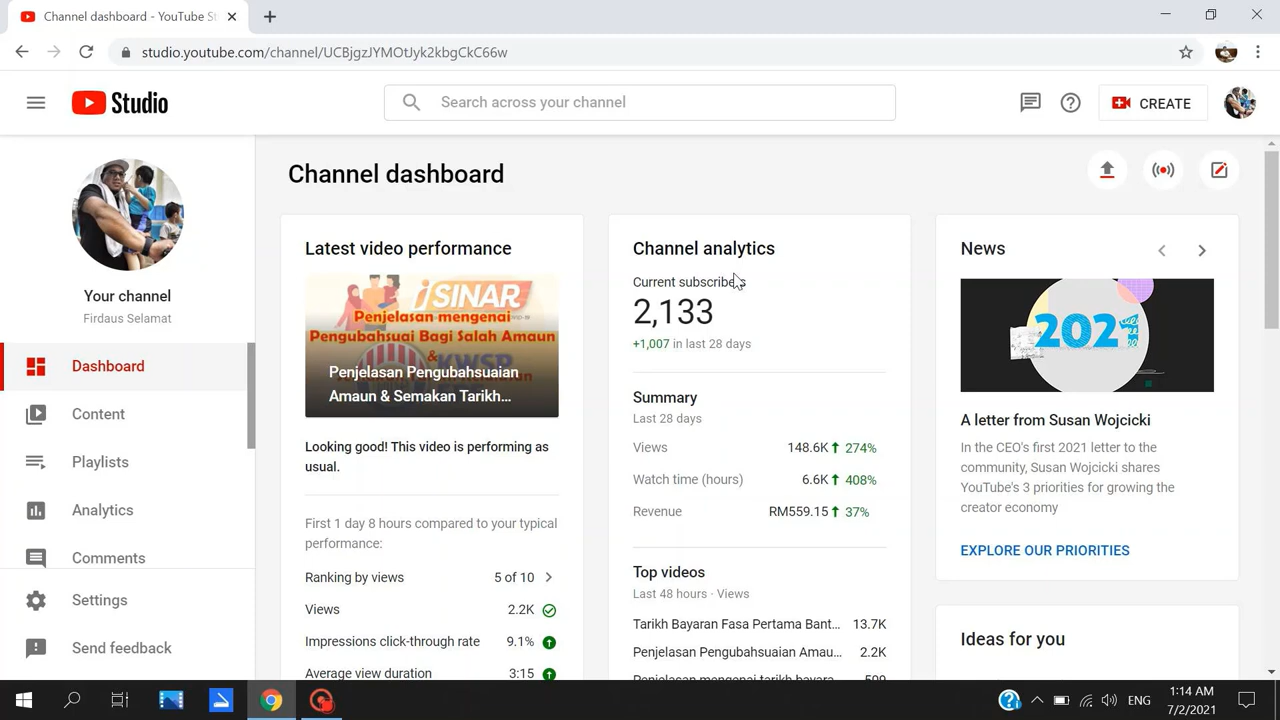 Channel dashboard - YouTube St
studio.youtube.com/channel/UCBjgzJYMOtJyk2kbgCkC66w
Studio
Search across your channel
CREATE
Your channel
Firdaus Selamat
Dashboard
Content
Playlists
Analytics
Comments
Settings
Send feedback
Channel dashboard
Latest video performance
iSINAR
Penjelasan mengenai
Pengubahsuai Bagi Salah Amaun
&
KWSP
Penjelasan Pengubahsuaian
Amaun & Semakan Tarikh...
Looking good! This video is performing as
usual.
First 1 day 8 hours compared to your typical
performance:
Ranking by views 5 of 10
Views 2.2K
Impressions click-through rate 9.1%
Average view duration 3:15
Channel analytics
Current subscribers
2,133
+1,007 in last 28 days
Summary
Last 28 days
Views 148.6K 274%
Watch time (hours) 6.6K 408%
Revenue RM559.15 37%
Top videos
Last 48 hours · Views
Tarikh Bayaran Fasa Pertama Bant... 13.7K
Penjelasan Pengubahsuaian Amau... 2.2K
Penjelasan mengenai tarikh bayara... 509
News
2021
A letter from Susan Wojcicki
In the CEO's first 2021 letter to the
community, Susan Wojcicki shares
YouTube's 3 priorities for growing the
creator economy
EXPLORE OUR PRIORITIES
Ideas for you
ENG
1:14 AM
7/2/2021